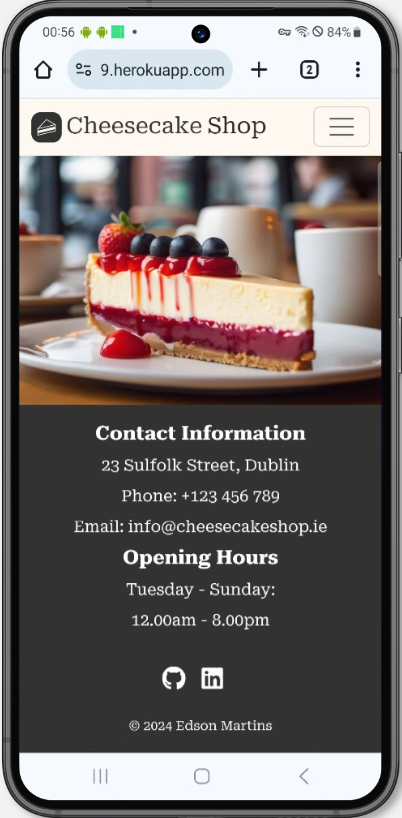 00:56 84%
9.herokuapp.com 2
Cheesecake Shop
Contact Information
23 Sulfolk Street, Dublin
Phone: +123 456 789
Email: info@cheesecakeshop.ie
Opening Hours
Tuesday - Sunday:
12.00am - 8.00pm
in
© 2024 Edson Martins